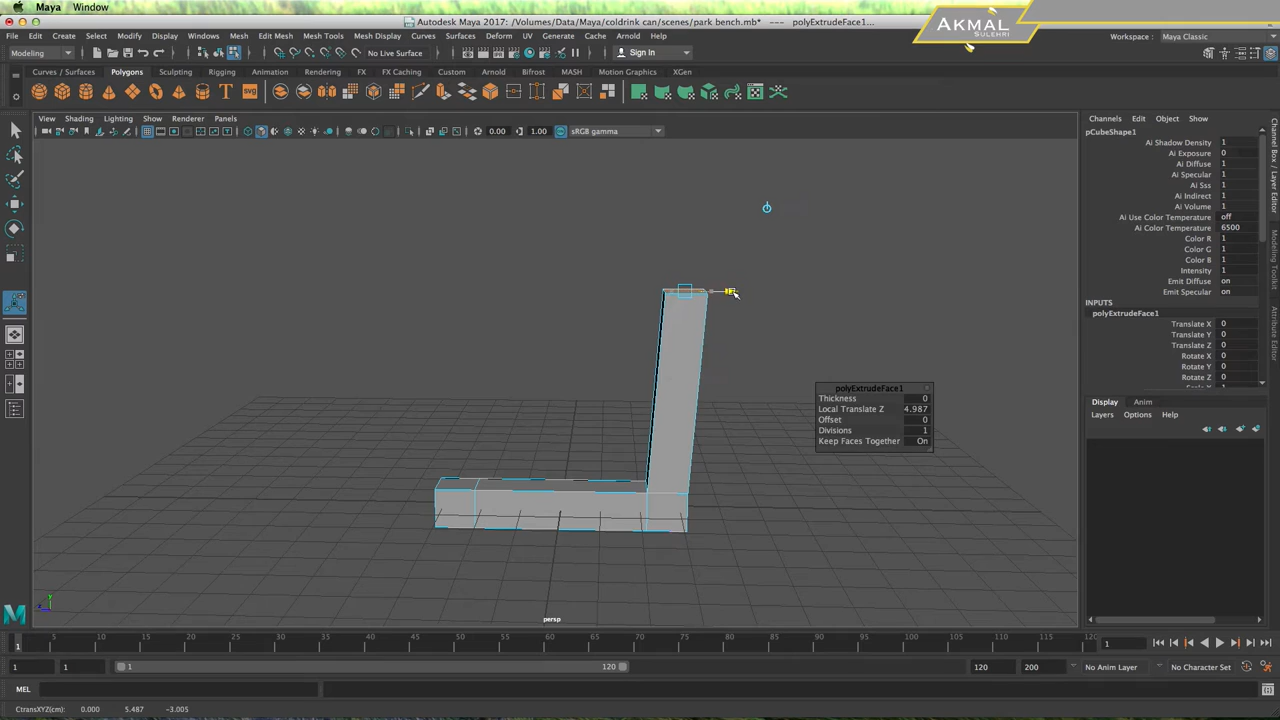 Maya Window
Autodesk Maya 2017: /Volumes/Data/Maya/coldrink can/scenes/park bench.mb* --- polyExtrudeFace1...
AKMAL
SULEHRI
File Edit Create Select Modify Display Windows Mesh Edit Mesh Mesh Tools Mesh Display Curves Surfaces Deform UV Generate Cache Arnold Help
Workspace : Maya Classic
Modeling No Live Surface Sign In
Curves / Surfaces Polygons Sculpting Rigging Animation Rendering FX FX Caching Custom Arnold Bifrost MASH Motion Graphics XGen
svg
View Shading Lighting Show Renderer Panels
0.00 1.00 sRGB gamma
Channels Edit Object Show
pCubeShape1
Ai Shadow Density 1
Ai Exposure 0
Ai Diffuse 1
Ai Specular 1
Ai Sss 1
Ai Indirect 1
Ai Volume 1
Ai Use Color Temperature off
Ai Color Temperature 6500
Color R 1
Color G 1
Color B 1
Intensity 1
Emit Diffuse on
Emit Specular on
INPUTS
polyExtrudeFace1
Translate X 0
Translate Y 0
Translate Z 0
Rotate X 0
Rotate Y 0
Rotate Z 0
Channel Box / Layer Editor
Modeling Toolkit
Attribute Editor
polyExtrudeFace1
Thickness 0
Local Translate Z 4.987
Offset 0
Divisions 1
Keep Faces Together On
Display Anim
Layers Options Help
persp
5 10 15 20 25 30 35 40 45 50 55 60 65 70 75 80 85 90 95 100 105 110 115 120
1
1
1 1 1 120 120 200 No Anim Layer No Character Set
MEL
CtransXYZ(cm): 0.000 5.487 -3.005